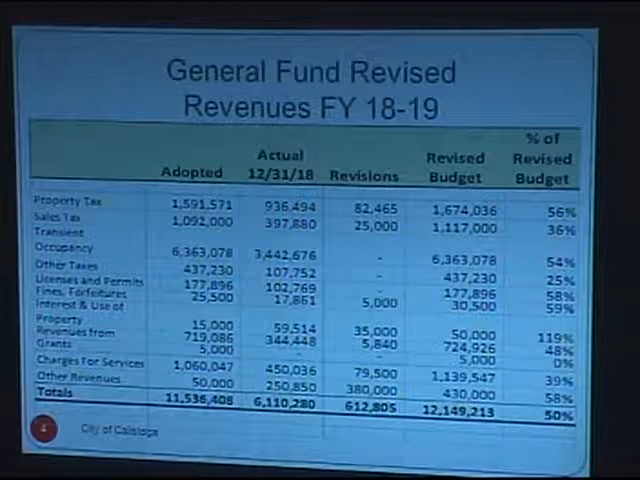 General Fund Revised
Revenues FY 18-19
Adopted Actual 12/31/18 Revisions Revised Budget % of Revised Budget
Property Tax 1,591,571 936,494 82,465 1,674,036 56%
Sales Tax 1,092,000 397,880 25,000 1,117,000 36%
Transient
Occupancy 6,363,078 3,442,676 - 6,363,078 54%
Other Taxes 437,230 107,752 - 437,230 25%
Licenses and Permits 177,896 102,769 - 177,896 58%
Fines, Forfeitures 25,500 17,861 5,000 30,500 59%
Interest & Use of
Property 15,000 59,514 35,000 50,000 119%
Revenues from 719,086 344,448 5,840 724,926 48%
Grants 5,000 - - 5,000 0%
Charges For Services 1,060,047 450,036 79,500 1,139,547 39%
Other Revenues 50,000 250,850 380,000 430,000 58%
Totals 11,536,408 6,110,280 612,805 12,149,213 50%
4 City of Calistoga